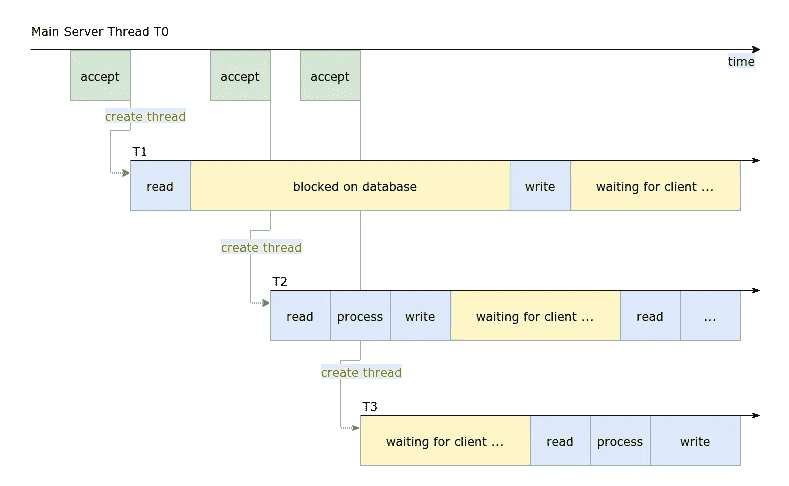 Main Server Thread T0
time
accept
accept
accept
create thread
T1
read
blocked on database
write
waiting for client ...
create thread
T2
read
process
write
waiting for client ...
read
...
create thread
T3
waiting for client ...
read
process
write